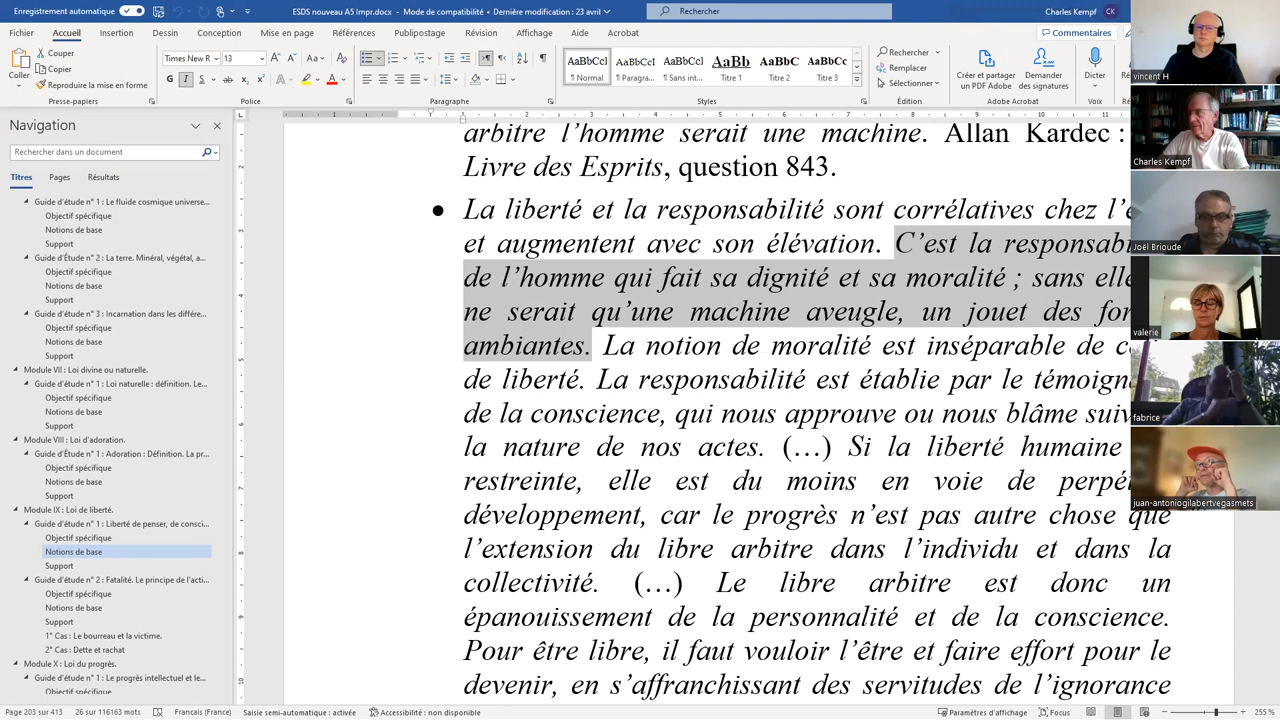 Enregistrement automatique
ESDS nouveau A5 Impr.docx - Mode de compatibilité • Dernière modification : 23 avril
Rechercher
Charles Kempf
CK
Fichier
Accueil
Insertion
Dessin
Conception
Mise en page
Références
Publipostage
Révision
Affichage
Aide
Acrobat
Commentaires
Coller
Couper
Copier
Reproduire la mise en forme
Presse-papiers
Times New R
13
Police
Paragraphe
AaBbCcl
Normal
AaBbCcl
Paragra...
AaBbCcl
Sans int...
AaBb
Titre 1
AaBbC
Titre 2
AaBbCc
Titre 3
Styles
Rechercher
Remplacer
Sélectionner
Édition
Créer et partager un PDF Adobe
Demander des signatures
Adobe Acrobat
Dicter
Voix
Navigation
Rechercher dans un document
Titres
Pages
Résultats
Guide d'étude n° 1 : Le fluide cosmique universe...
Objectif spécifique
Notions de base
Support
Guide d'Étude n° 2 : La terre. Minéral, végétal, a...
Objectif spécifique
Notions de base
Support
Guide d'étude n° 3 : Incarnation dans les différe...
Objectif spécifique
Notions de base
Support
Module VII : Loi divine ou naturelle.
Guide d'étude n° 1 : Loi naturelle : définition. Le...
Objectif spécifique
Notions de base
Support
Module VIII : Loi d'adoration.
Guide d'étude n° 1 : Adoration : Définition. La pr...
Objectif spécifique
Notions de base
Support
Module IX : Loi de liberté.
Guide d'étude n° 1 : Liberté de penser, de consci...
Objectif spécifique
Notions de base
Support
Guide d'étude n° 2 : Fatalité. Le principe de l'acti...
Objectif spécifique
Notions de base
Support
1° Cas : Le bourreau et la victime.
2° Cas : Dette et rachat
Module X : Loi du progrès.
Guide d'étude n° 1 : Le progrès intellectuel et le...
Objectif spécifique
arbitre l'homme serait une machine. Allan Kardec :
Livre des Esprits, question 843.
● La liberté et la responsabilité sont corrélatives chez l'ê
et augmentent avec son élévation. C'est la responsabi
de l'homme qui fait sa dignité et sa moralité ; sans elle
ne serait qu'une machine aveugle, un jouet des for
ambiantes. La notion de moralité est inséparable de c
de liberté. La responsabilité est établie par le témoign
de la conscience, qui nous approuve ou nous blâme suiv
la nature de nos actes. (…) Si la liberté humaine
restreinte, elle est du moins en voie de perpé
développement, car le progrès n'est pas autre chose que
l'extension du libre arbitre dans l'individu et dans la
collectivité. (…) Le libre arbitre est donc un
épanouissement de la personnalité et de la conscience.
Pour être libre, il faut vouloir l'être et faire effort pour le
devenir, en s'affranchissant des servitudes de l'ignorance
vincent H
Charles Kempf
Joël Brioude
valerie
fabrice
juan-antoniogilabertvegasmets
Page 203 sur 413
26 sur 116163 mots
Français (France)
Saisie semi-automatique : activée
Accessibilité : non disponible
Paramètres d'affichage
Focus
255 %